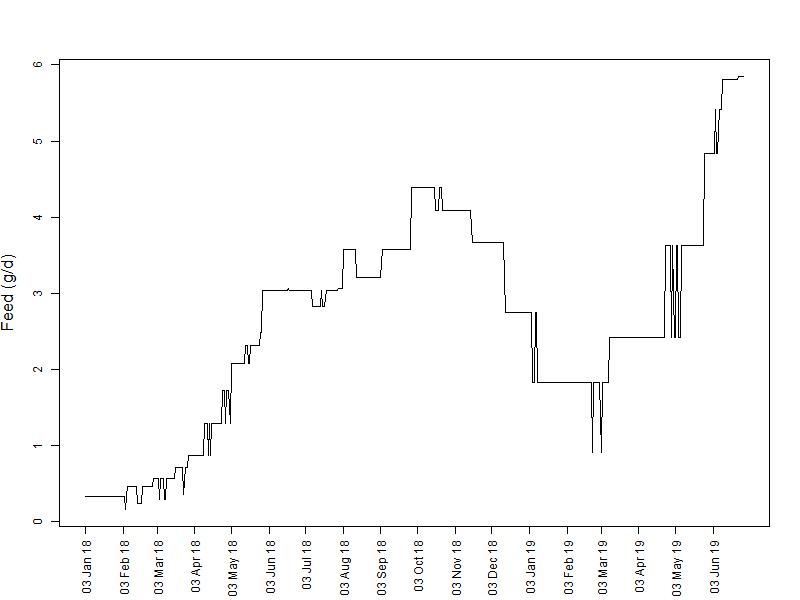 Feed (g/d)
6
5
4
3
2
1
0
03 Jan 18
03 Feb 18
03 Mar 18
03 Apr 18
03 May 18
03 Jun 18
03 Jul 18
03 Aug 18
03 Sep 18
03 Oct 18
03 Nov 18
03 Dec 18
03 Jan 19
03 Feb 19
03 Mar 19
03 Apr 19
03 May 19
03 Jun 19